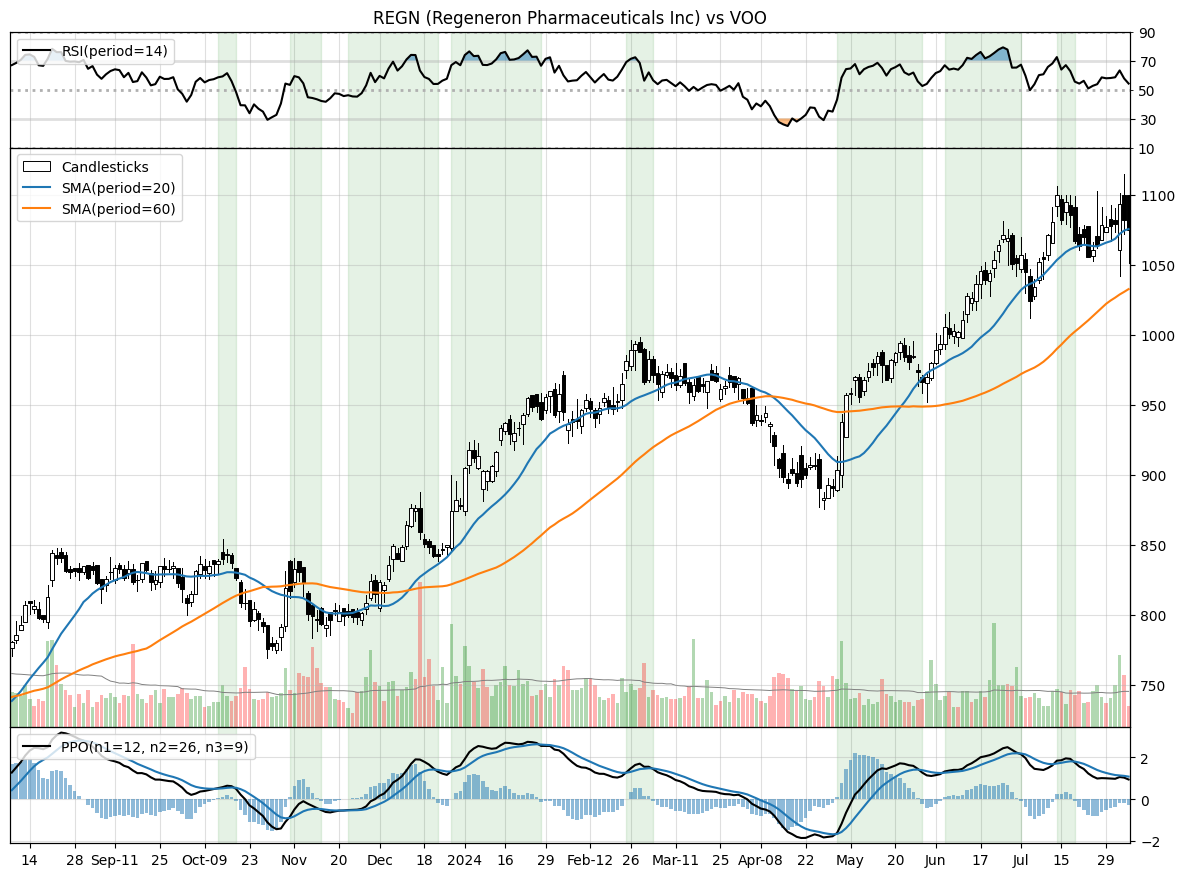 REGN (Regeneron Pharmaceuticals Inc) vs VOO
RSI(period=14)
90
70
50
30
10
Candlesticks
SMA(period=20)
SMA(period=60)
1100
1050
1000
950
900
850
800
750
PPO(n1=12, n2=26, n3=9)
2
0
−2
14 28 Sep-11 25 Oct-09 23 Nov 20 Dec 18 2024 16 29 Feb-12 26 Mar-11 25 Apr-08 22 May 20 Jun 17 Jul 15 29